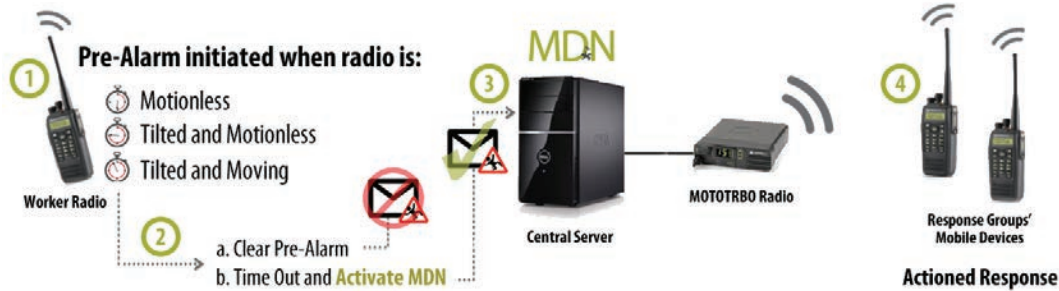 Pre-Alarm initiated when radio is:
1
Motionless
Tilted and Motionless
Tilted and Moving
Worker Radio
2
a. Clear Pre-Alarm
b. Time Out and Activate MDN
3
MDN
Central Server
MOTOTRBO Radio
4
Response Groups'
Mobile Devices
Actioned Response